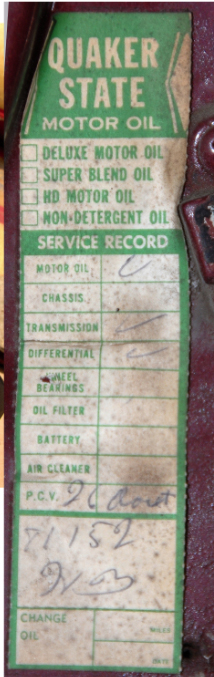 QUAKER
STATE
MOTOR OIL
DELUXE MOTOR OIL
SUPER BLEND OIL
HD MOTOR OIL
NON-DETERGENT OIL
SERVICE RECORD
MOTOR OIL ✓
CHASSIS
TRANSMISSION ✓
DIFFERENTIAL ✓
WHEEL
BEARINGS
OIL FILTER
BATTERY
AIR CLEANER
P.C.V.
71152
CHANGE
OIL
MILES
DATE